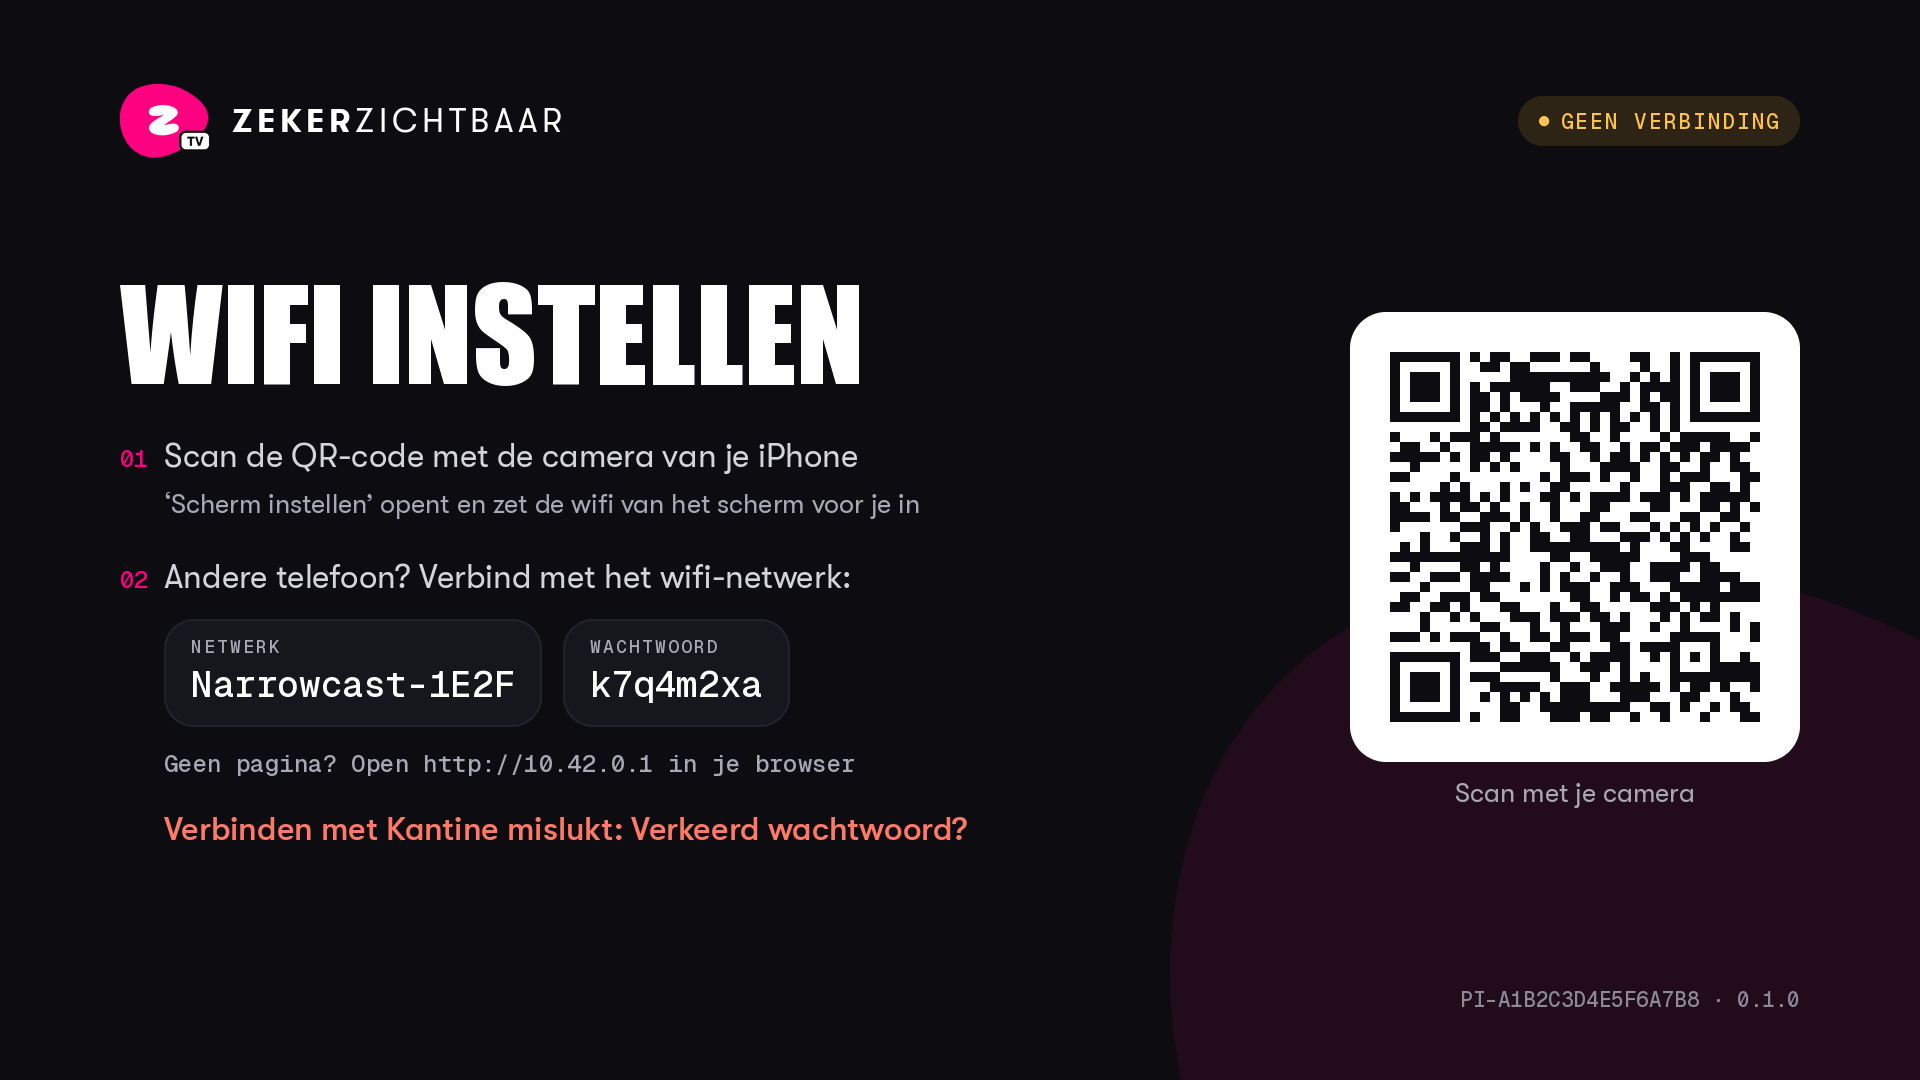 Z TV
ZEKERZICHTBAAR
GEEN VERBINDING
WIFI INSTELLEN
01 Scan de QR-code met de camera van je iPhone
‘Scherm instellen’ opent en zet de wifi van het scherm voor je in
02 Andere telefoon? Verbind met het wifi-netwerk:
NETWERK
Narrowcast-1E2F
WACHTWOORD
k7q4m2xa
Geen pagina? Open http://10.42.0.1 in je browser
Verbinden met Kantine mislukt: Verkeerd wachtwoord?
Scan met je camera
PI-A1B2C3D4E5F6A7B8 · 0.1.0